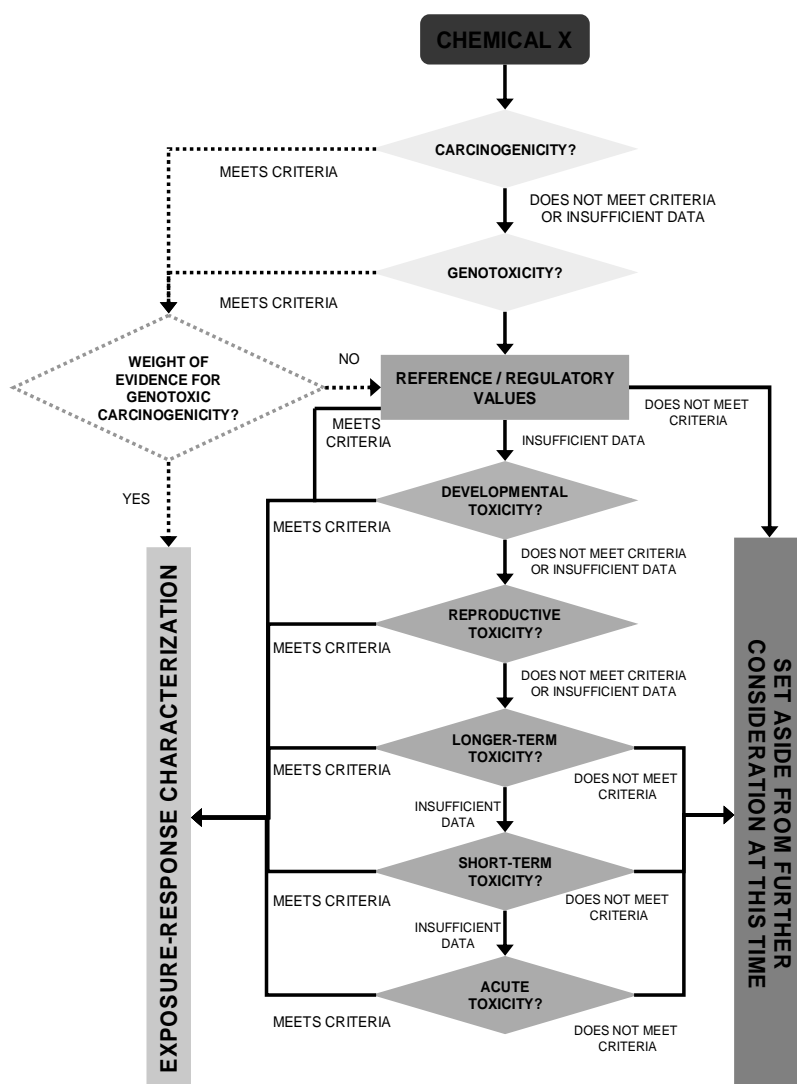 CHEMICAL X
CARCINOGENICITY?
MEETS CRITERIA
DOES NOT MEET CRITERIA
OR INSUFFICIENT DATA
GENOTOXICITY?
MEETS CRITERIA
WEIGHT OF
EVIDENCE FOR
GENOTOXIC
CARCINOGENICITY?
NO
REFERENCE / REGULATORY
VALUES
DOES NOT MEET
CRITERIA
MEETS
CRITERIA
INSUFFICIENT DATA
YES
DEVELOPMENTAL
TOXICITY?
MEETS CRITERIA
DOES NOT MEET CRITERIA
OR INSUFFICIENT DATA
REPRODUCTIVE
TOXICITY?
MEETS CRITERIA
DOES NOT MEET CRITERIA
OR INSUFFICIENT DATA
LONGER-TERM
TOXICITY?
MEETS CRITERIA
DOES NOT MEET
CRITERIA
INSUFFICIENT
DATA
SHORT-TERM
TOXICITY?
MEETS CRITERIA
DOES NOT MEET
CRITERIA
INSUFFICIENT
DATA
ACUTE
TOXICITY?
MEETS CRITERIA
DOES NOT MEET
CRITERIA
EXPOSURE-RESPONSE CHARACTERIZATION
SET ASIDE FROM FURTHER
CONSIDERATION AT THIS TIME